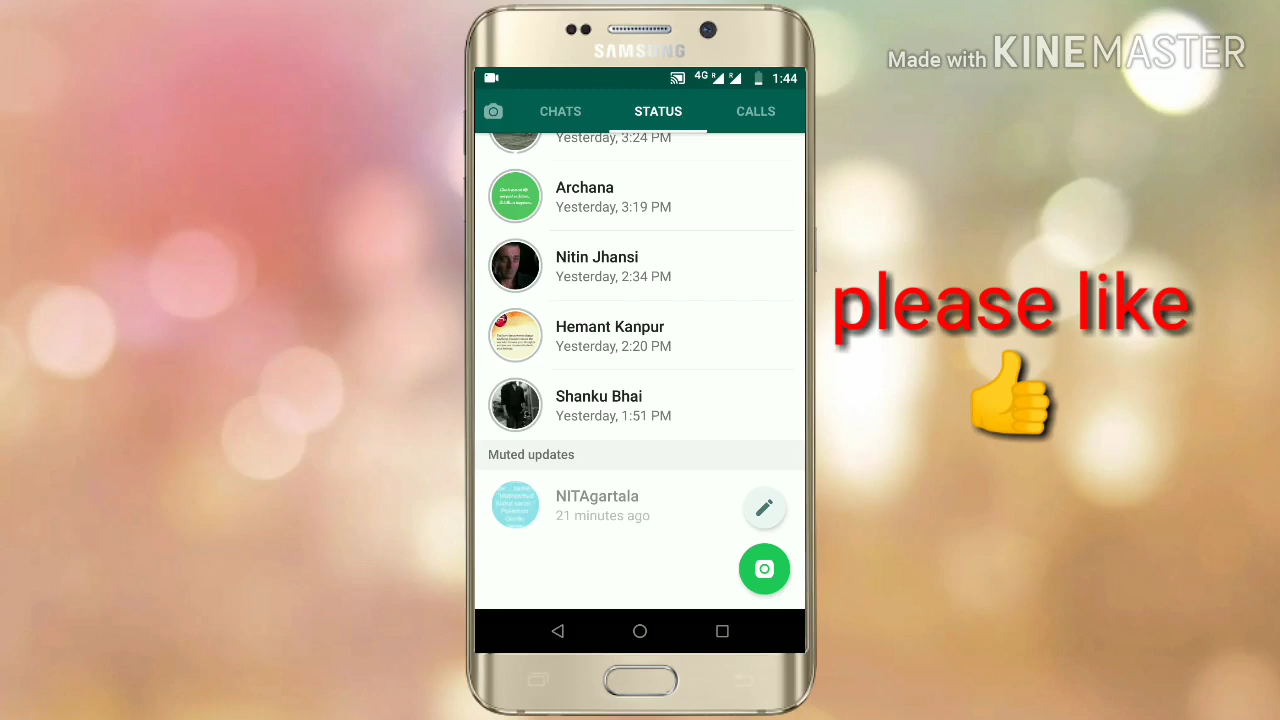 Made with KINEMASTER
SAMSUNG
4G R R 1:44
CHATS STATUS CALLS
Yesterday, 3:24 PM
Archana
Yesterday, 3:19 PM
Nitin Jhansi
Yesterday, 2:34 PM
Hemant Kanpur
Yesterday, 2:20 PM
Shanku Bhai
Yesterday, 1:51 PM
Muted updates
NITAgartala
21 minutes ago
please like